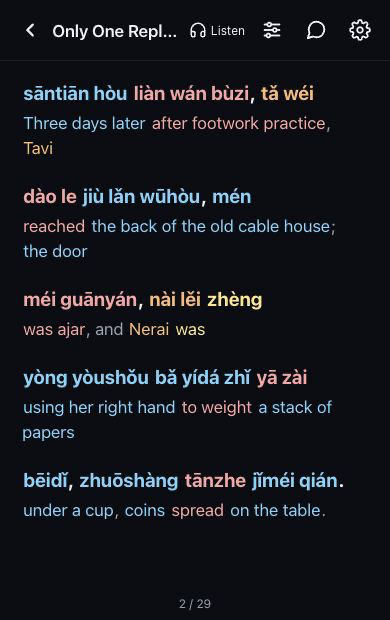 Only One Repl...
Listen
sāntiān hòu liàn wán bùzi, tǎ wéi
Three days later after footwork practice,
Tavi
dào le jiù lǎn wūhòu, mén
reached the back of the old cable house;
the door
méi guānyán, nài lěi zhèng
was ajar, and Nerai was
yòng yòushǒu bǎ yídá zhǐ yā zài
using her right hand to weight a stack of
papers
bēidǐ, zhuōshàng tānzhe jǐméi qián.
under a cup, coins spread on the table.
2 / 29